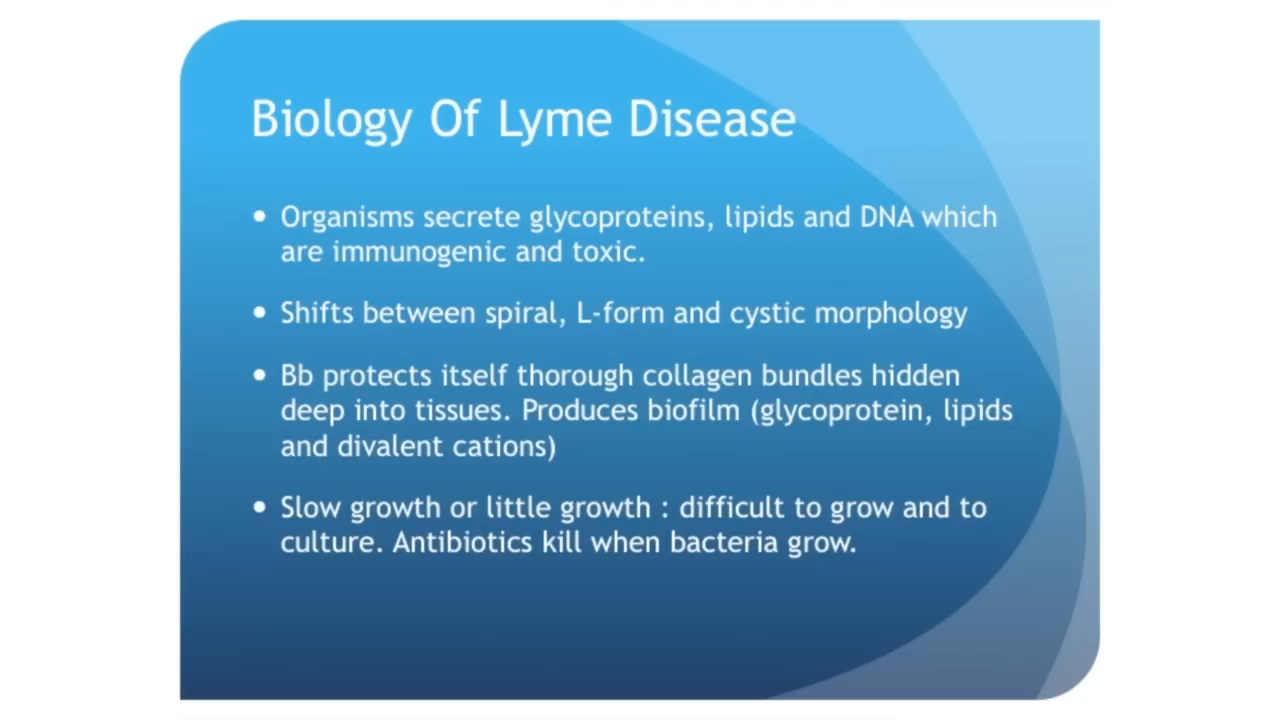 Biology Of Lyme Disease
• Organisms secrete glycoproteins, lipids and DNA which
are immunogenic and toxic.
• Shifts between spiral, L-form and cystic morphology
• Bb protects itself thorough collagen bundles hidden
deep into tissues. Produces biofilm (glycoprotein, lipids
and divalent cations)
• Slow growth or little growth : difficult to grow and to
culture. Antibiotics kill when bacteria grow.